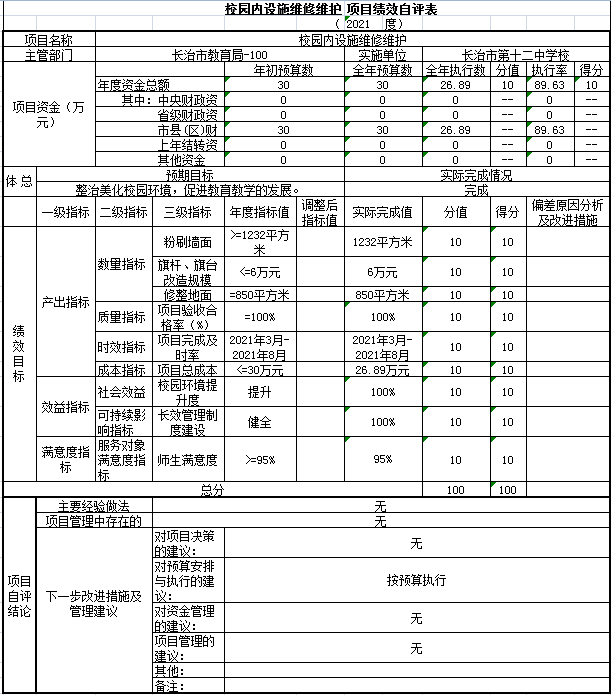 校园内设施维修维护 项目绩效自评表
（ 2021 度）
项目名称 校园内设施维修维护
主管部门 长治市教育局-100 实施单位 长治市第十二中学校
项目资金（万元） 年初预算数 全年预算数 全年执行数 分值 执行率 得分
年度资金总额 30 30 26.89 10 89.63 10
其中：中央财政资 0 0 0 -- 0 --
省级财政资 0 0 0 -- 0 --
市县(区)财 30 30 26.89 -- 89.63 --
上年结转资 0 0 0 -- 0 --
其他资金 0 0 0 -- 0 --
体 总 预期目标 实际完成情况
整治美化校园环境，促进教育教学的发展。 完成
绩效目标 一级指标 二级指标 三级指标 年度指标值 调整后指标值 实际完成值 分值 得分 偏差原因分析及改进措施
产出指标 数量指标 粉刷墙面 >=1232平方米 1232平方米 10 10
旗杆、旗台改造规模 <=6万元 6万元 10 10
修整地面 =850平方米 850平方米 10 10
质量指标 项目验收合格率（%） =100% 100% 10 10
时效指标 项目完成及时率 2021年3月-2021年8月 2021年3月-2021年8月 10 10
成本指标 项目总成本 <=30万元 26.89万元 10 10
效益指标 社会效益 校园环境提升度 提升 100% 10 10
可持续影响指标 长效管理制度建设 健全 100% 10 10
满意度指标 服务对象满意度指标 师生满意度 >=95% 95% 10 10
总分 100 100
项目自评结论 主要经验做法 无
项目管理中存在的 无
下一步改进措施及管理建议 对项目决策的建议： 无
对预算安排与执行的建议： 按预算执行
对资金管理的建议： 无
项目管理的建议： 无
其他：
备注：